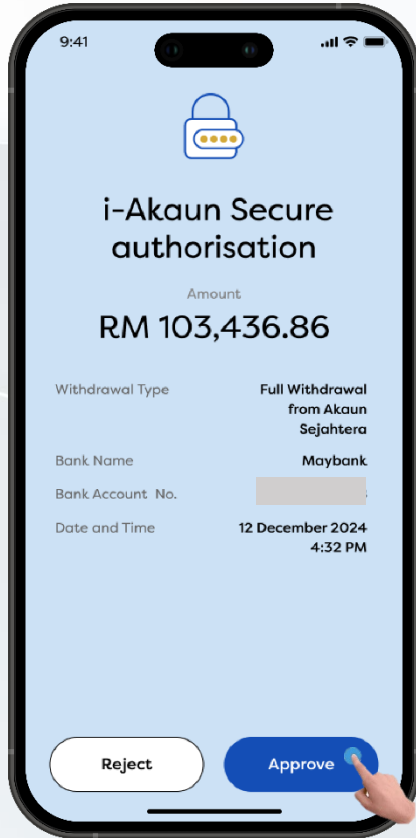 9:41
i-Akaun Secure
authorisation
Amount
RM 103,436.86
Withdrawal Type Full Withdrawal
from Akaun
Sejahtera
Bank Name Maybank
Bank Account No.
Date and Time 12 December 2024
4:32 PM
Reject Approve